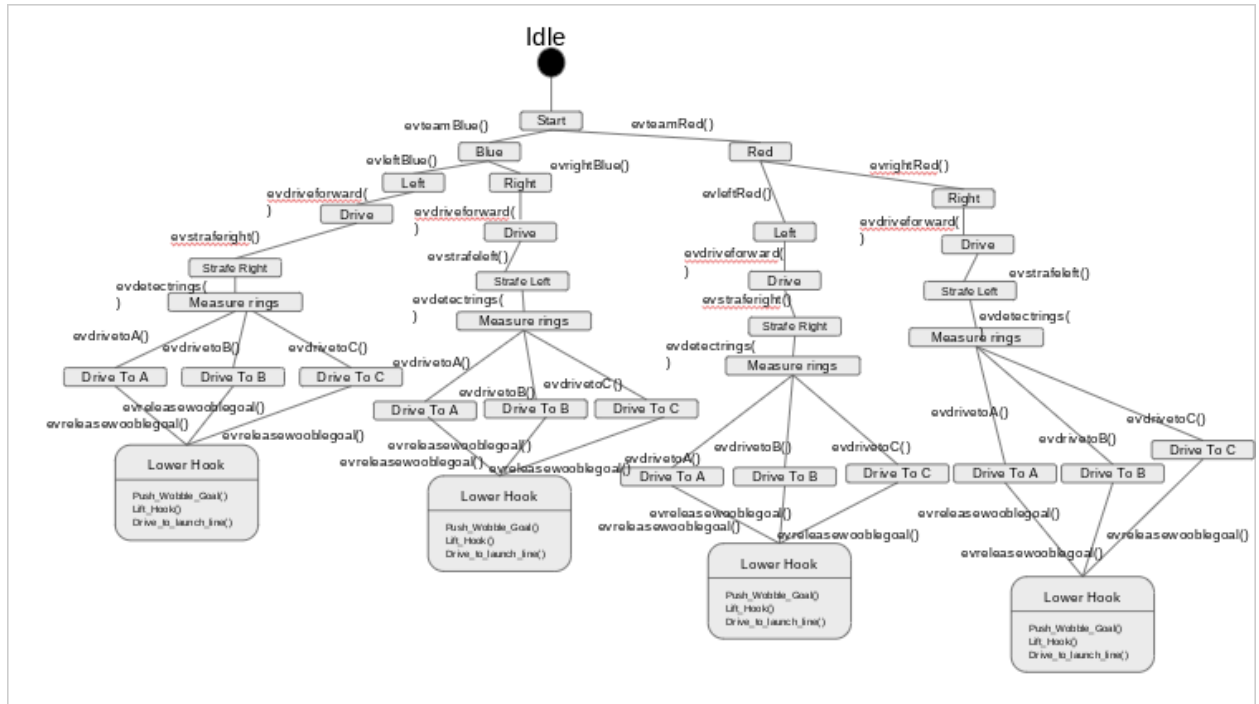 Idle
Start
evteamBlue()
evteamRed()
Blue
Red
evleftBlue()
evrightBlue()
evrightRed()
Left
Right
evleftRed()
Right
evdriveforward(
)
Drive
evdriveforward(
)
Drive
evdriveforward(
)
Left
evstraferight()
evstrafeleft()
evdriveforward(
)
Drive
Strafe Right
Strafe Left
Drive
evstrafeleft()
evdetectrings(
)
Measure rings
evdetectrings(
)
Measure rings
evstraferight()
Strafe Left
Strafe Right
evdetectrings(
)
Measure rings
evdetectrings(
)
Measure rings
evdrivetoA()
evdrivetoB()
evdrivetoC()
Drive To A
Drive To B
Drive To C
evreleasewooblegoal()
evreleasewooblegoal()
evreleasewooblegoal()
Lower Hook
Push_Wobble_Goal()
Lift_Hook()
Drive_to_launch_line()
evdrivetoA()
evdrivetoB()
evdrivetoC()
Drive To A
Drive To B
Drive To C
evreleasewooblegoal()
evreleasewooblegoal()
evreleasewooblegoal()
Lower Hook
Push_Wobble_Goal()
Lift_Hook()
Drive_to_launch_line()
evdrivetoA()
evdrivetoB()
evdrivetoC()
Drive To A
Drive To B
Drive To C
evreleasewooblegoal()
evreleasewooblegoal()
evreleasewooblegoal()
Lower Hook
Push_Wobble_Goal()
Lift_Hook()
Drive_to_launch_line()
evdrivetoA()
evdrivetoB()
evdrivetoC()
Drive To A
Drive To B
Drive To C
evreleasewooblegoal()
evreleasewooblegoal()
evreleasewooblegoal()
Lower Hook
Push_Wobble_Goal()
Lift_Hook()
Drive_to_launch_line()